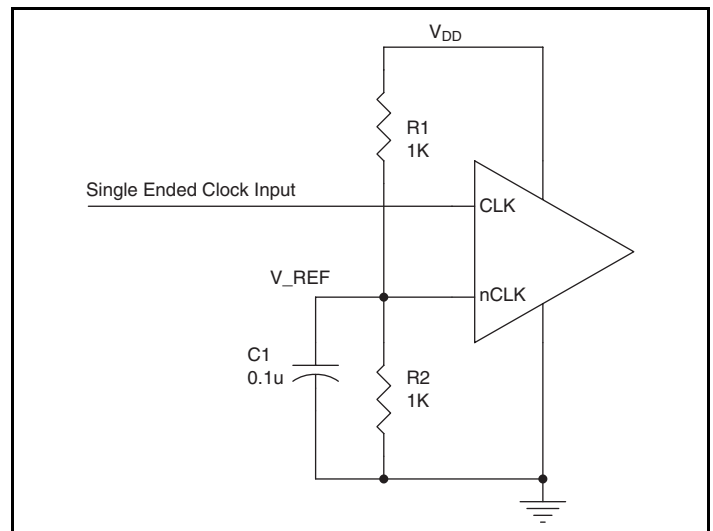 VDD
R1
1K
Single Ended Clock Input
CLK
V_REF
nCLK
C1
0.1u
R2
1K